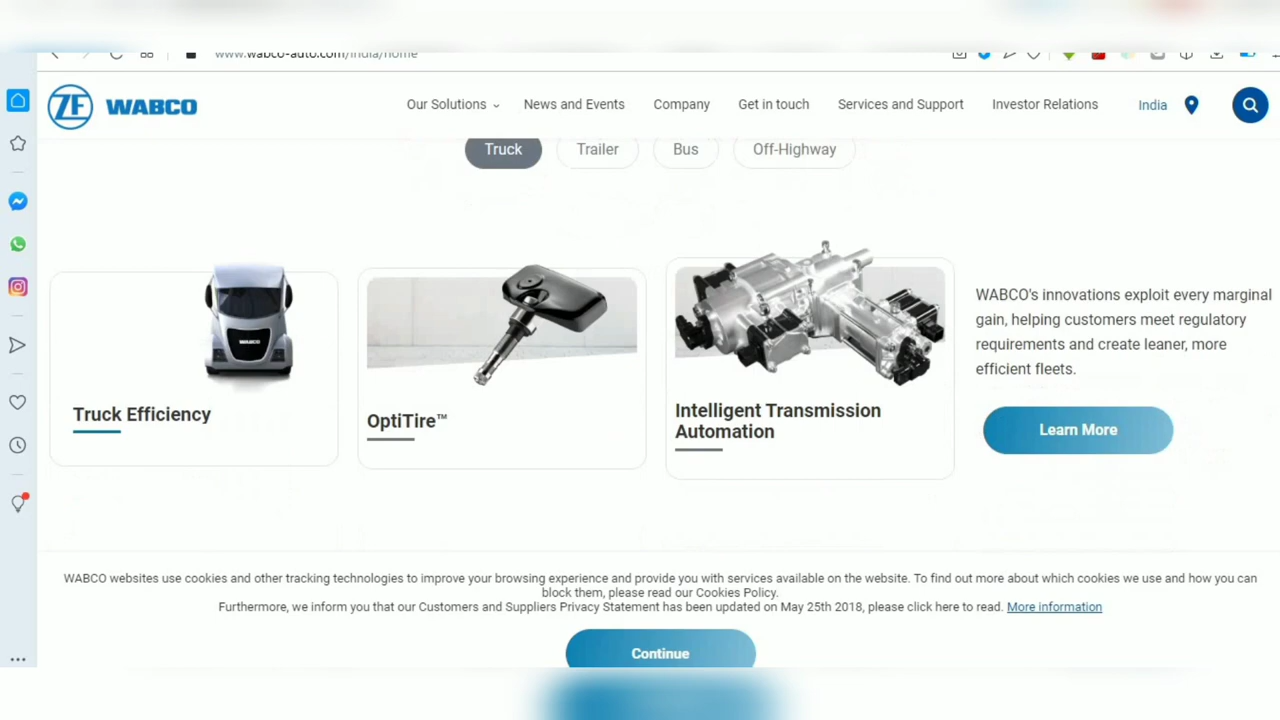 www.wabco-auto.com/india/home
ZF WABCO
Our Solutions
News and Events
Company
Get in touch
Services and Support
Investor Relations
India
Truck
Trailer
Bus
Off-Highway
WABCO
Truck Efficiency
OptiTire™
Intelligent Transmission
Automation
WABCO's innovations exploit every marginal
gain, helping customers meet regulatory
requirements and create leaner, more
efficient fleets.
Learn More
WABCO websites use cookies and other tracking technologies to improve your browsing experience and provide you with services available on the website. To find out more about which cookies we use and how you can
block them, please read our Cookies Policy.
Furthermore, we inform you that our Customers and Suppliers Privacy Statement has been updated on May 25th 2018, please click here to read. More information
Continue